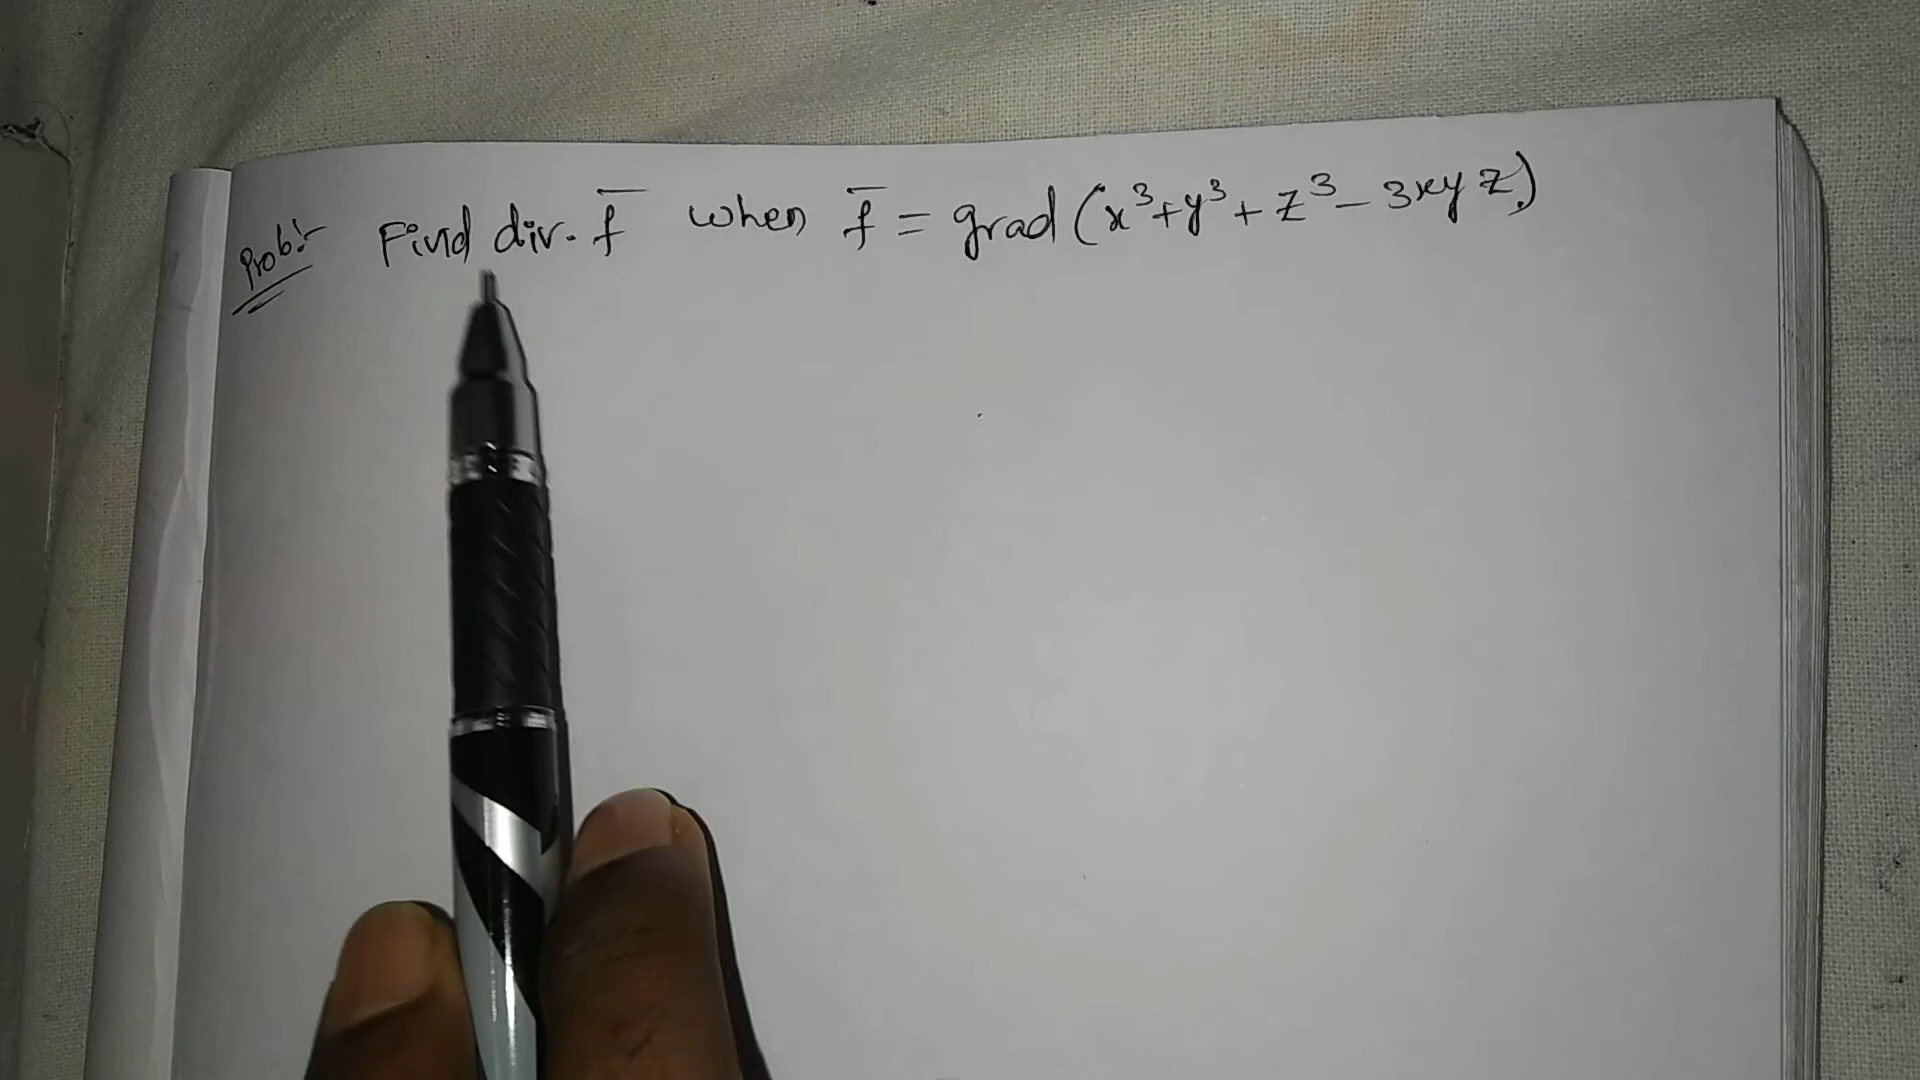 Prob:- Find div. f̅ when f̅ = grad (x³+y³+z³-3xyz).